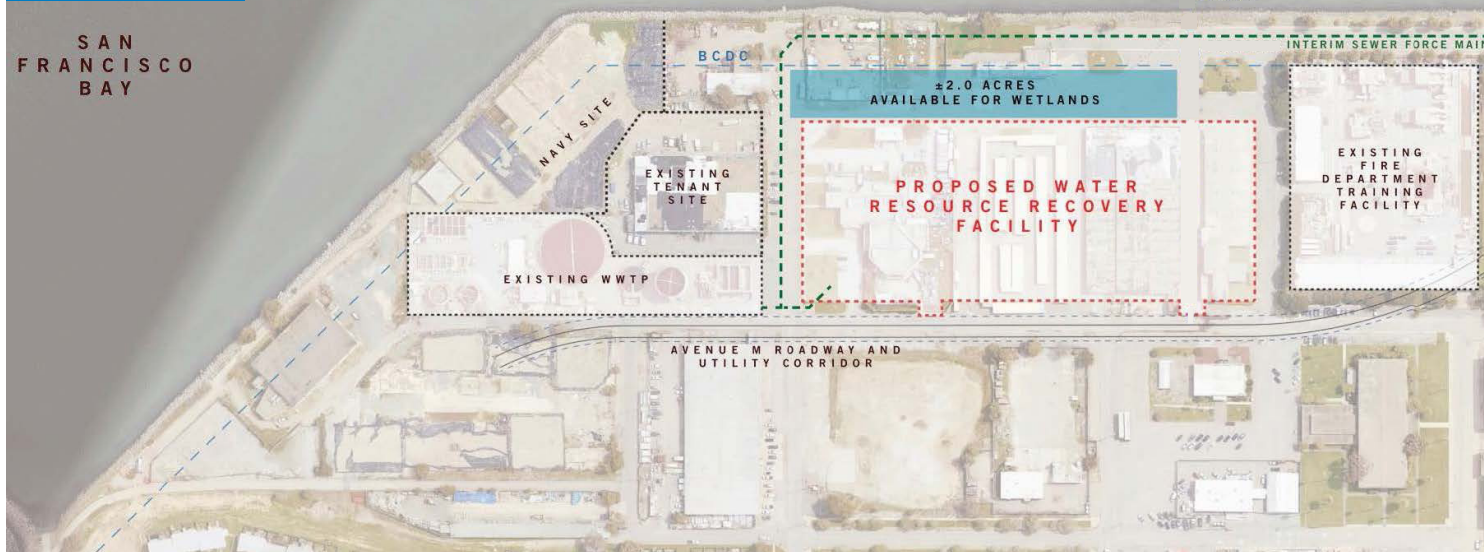 SAN
FRANCISCO
BAY
BCDC
INTERIM SEWER FORCE MAIN
±2.0 ACRES
AVAILABLE FOR WETLANDS
NAVY SITE
EXISTING
TENANT
SITE
PROPOSED WATER
RESOURCE RECOVERY
FACILITY
EXISTING
FIRE
DEPARTMENT
TRAINING
FACILITY
EXISTING WWTP
AVENUE M ROADWAY AND
UTILITY CORRIDOR